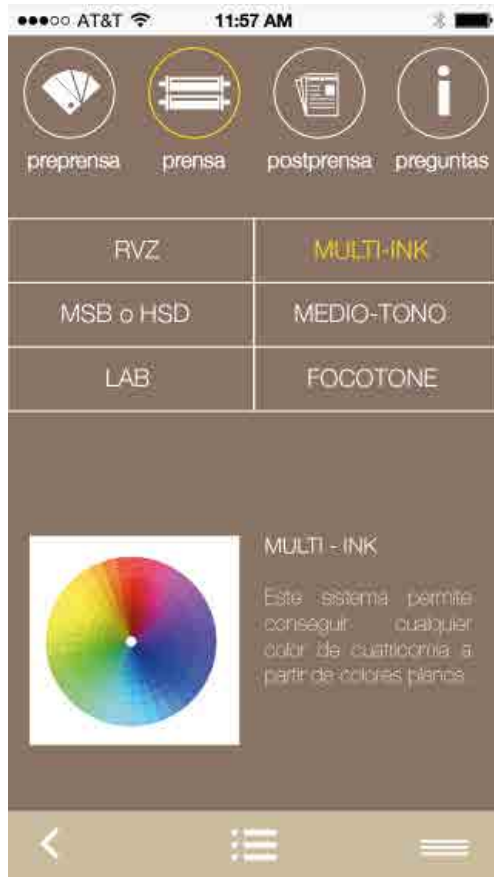 AT&T 11:57 AM
preprensa prensa postprensa preguntas
RVZ MULTI-INK
MSB o HSD MEDIO-TONO
LAB FOCOTONE
MULTI - INK
Este sistema permite
conseguir cualquier
color de cuatricomia a
partir de colores planos